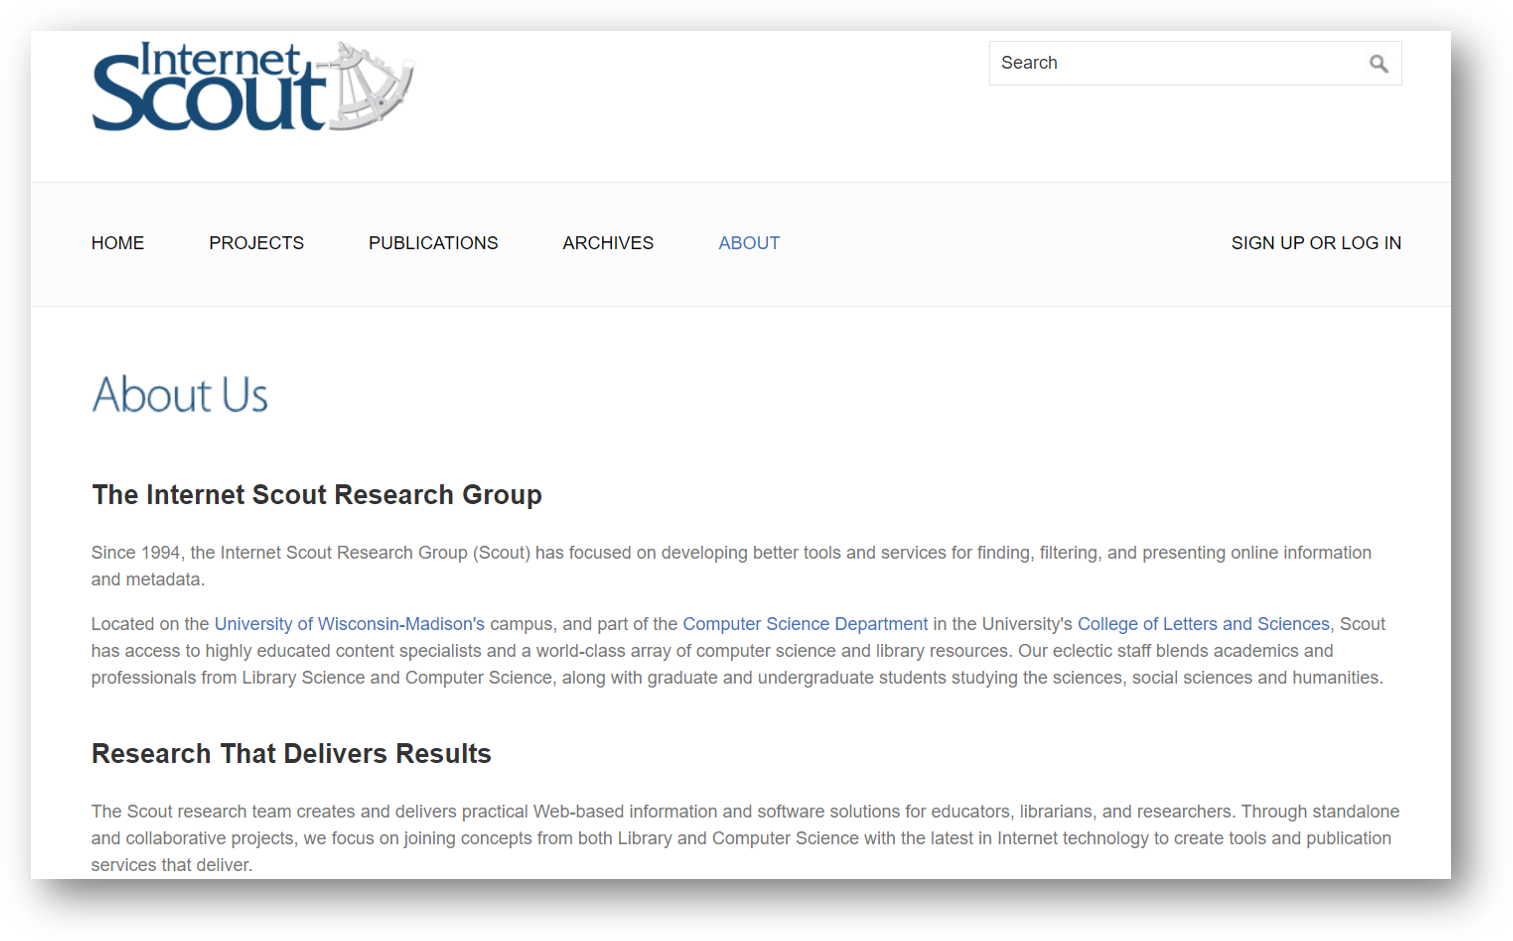 Internet
Scout
Search
HOME PROJECTS PUBLICATIONS ARCHIVES ABOUT SIGN UP OR LOG IN
About Us
The Internet Scout Research Group
Since 1994, the Internet Scout Research Group (Scout) has focused on developing better tools and services for finding, filtering, and presenting online information
and metadata.
Located on the University of Wisconsin-Madison's campus, and part of the Computer Science Department in the University's College of Letters and Sciences, Scout
has access to highly educated content specialists and a world-class array of computer science and library resources. Our eclectic staff blends academics and
professionals from Library Science and Computer Science, along with graduate and undergraduate students studying the sciences, social sciences and humanities.
Research That Delivers Results
The Scout research team creates and delivers practical Web-based information and software solutions for educators, librarians, and researchers. Through standalone
and collaborative projects, we focus on joining concepts from both Library and Computer Science with the latest in Internet technology to create tools and publication
services that deliver.